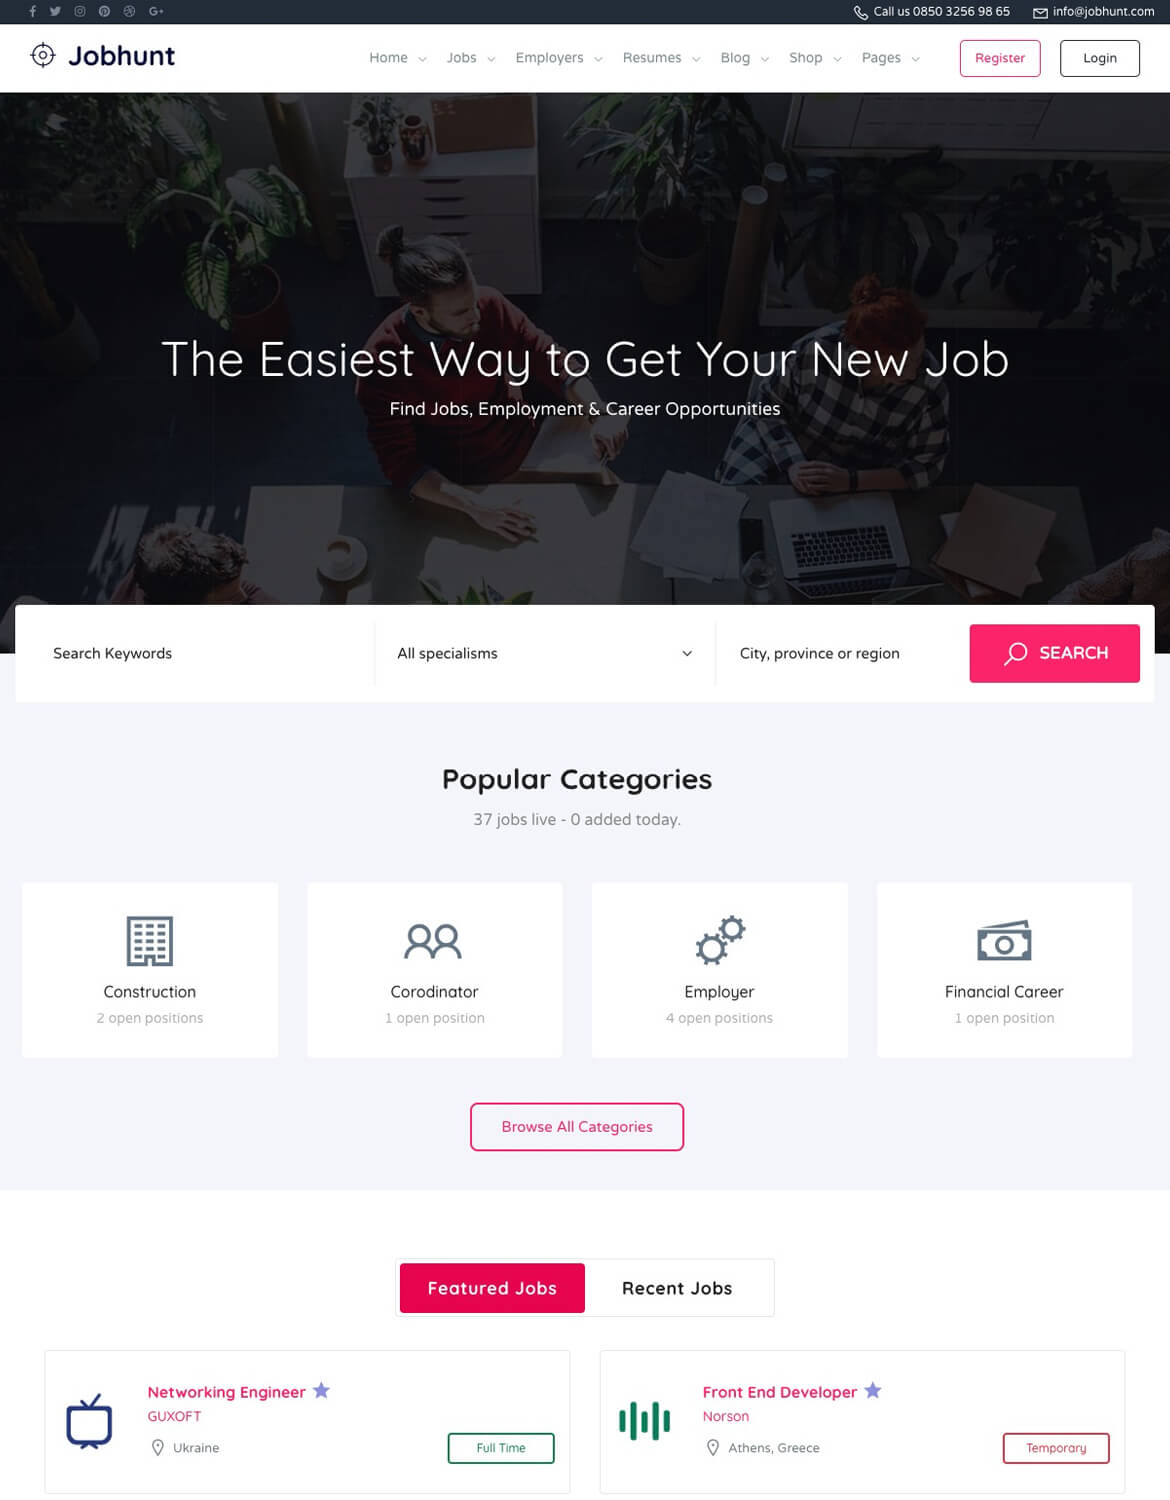 Call us 0850 3256 98 65 info@jobhunt.com
Jobhunt Home Jobs Employers Resumes Blog Shop Pages Register Login
The Easiest Way to Get Your New Job
Find Jobs, Employment & Career Opportunities
Search Keywords All specialisms City, province or region SEARCH
Popular Categories
37 jobs live - 0 added today.
Construction Corodinator Employer Financial Career
2 open positions 1 open position 4 open positions 1 open position
Browse All Categories
Featured Jobs Recent Jobs
Networking Engineer Front End Developer
GUXOFT Norson
Ukraine Full Time Athens, Greece Temporary